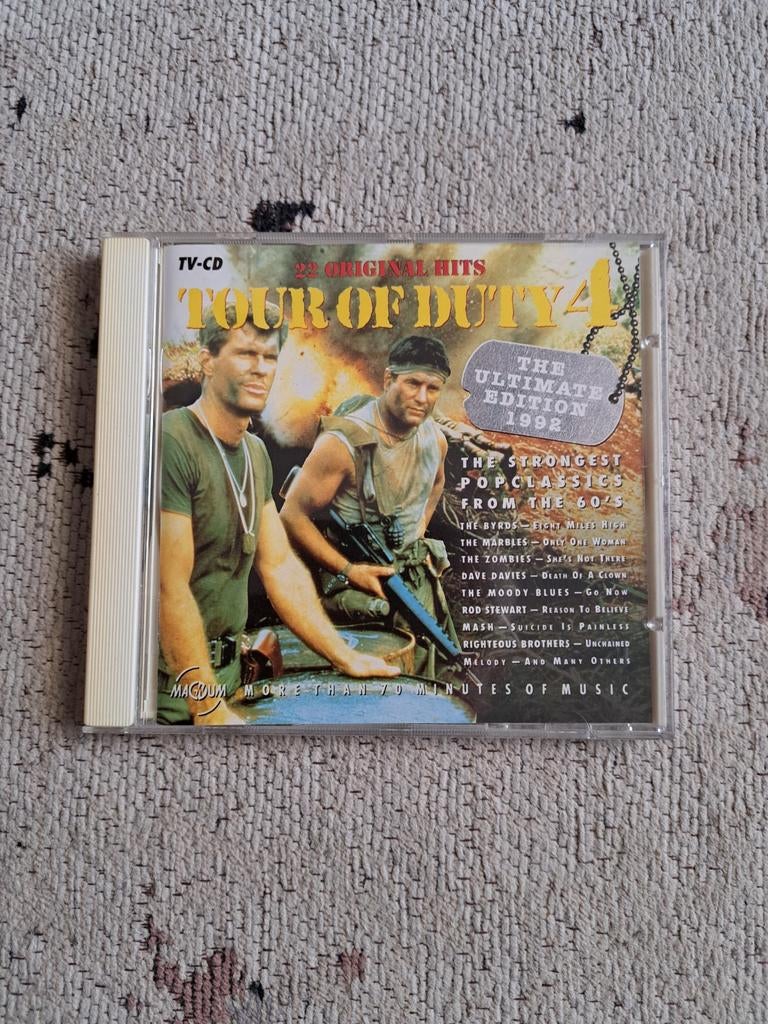 TV-CD
22 ORIGINAL HITS
TOUR OF DUTY 4
THE
ULTIMATE
EDITION
1992
THE STRONGEST
POPCLASSICS
FROM THE 60'S
THE BYRDS – EIGHT MILES HIGH
THE MARBLES – ONLY ONE WOMAN
THE ZOMBIES – SHE'S NOT THERE
DAVE DAVIES – DEATH OF A CLOWN
THE MOODY BLUES – GO NOW
ROD STEWART – REASON TO BELIEVE
MASH – SUICIDE IS PAINLESS
RIGHTEOUS BROTHERS – UNCHAINED
MELODY – AND MANY OTHERS
MAGNUM MORE THAN 70 MINUTES OF MUSIC